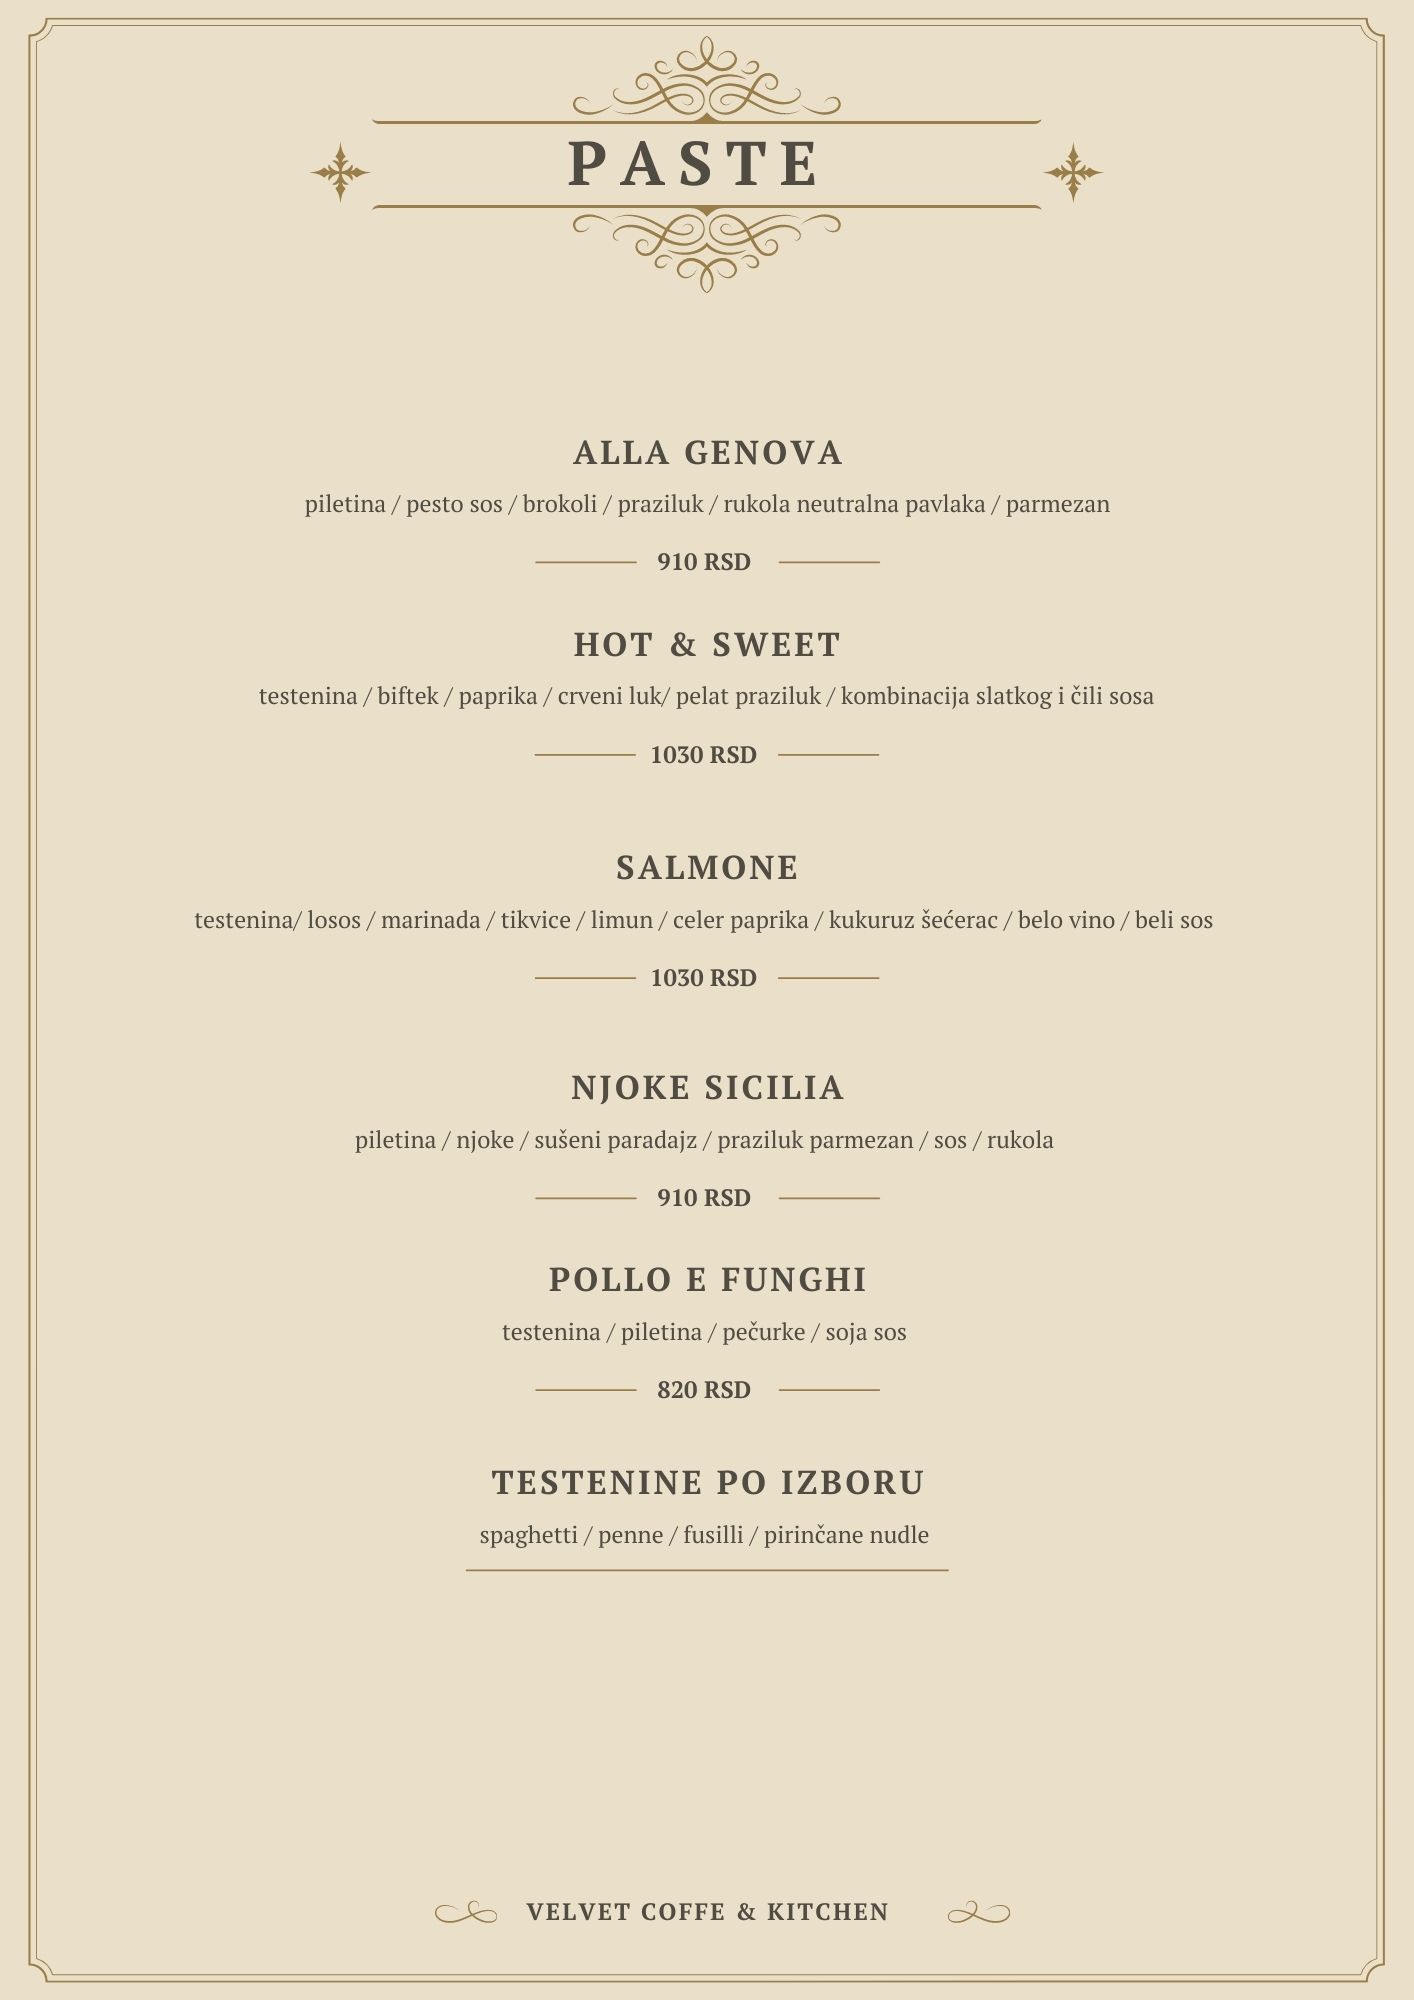 PASTE
ALLA GENOVA
piletina / pesto sos / brokoli / praziluk / rukola neutralna pavlaka / parmezan
910 RSD
HOT & SWEET
testenina / biftek / paprika / crveni luk/ pelat praziluk / kombinacija slatkog i čili sosa
1030 RSD
SALMONE
testenina/ losos / marinada / tikvice / limun / celer paprika / kukuruz šećerac / belo vino / beli sos
1030 RSD
NJOKE SICILIA
piletina / njoke / sušeni paradajz / praziluk parmezan / sos / rukola
910 RSD
POLLO E FUNGHI
testenina / piletina / pečurke / soja sos
820 RSD
TESTENINE PO IZBORU
spaghetti / penne / fusilli / pirinčane nudle
VELVET COFFE & KITCHEN